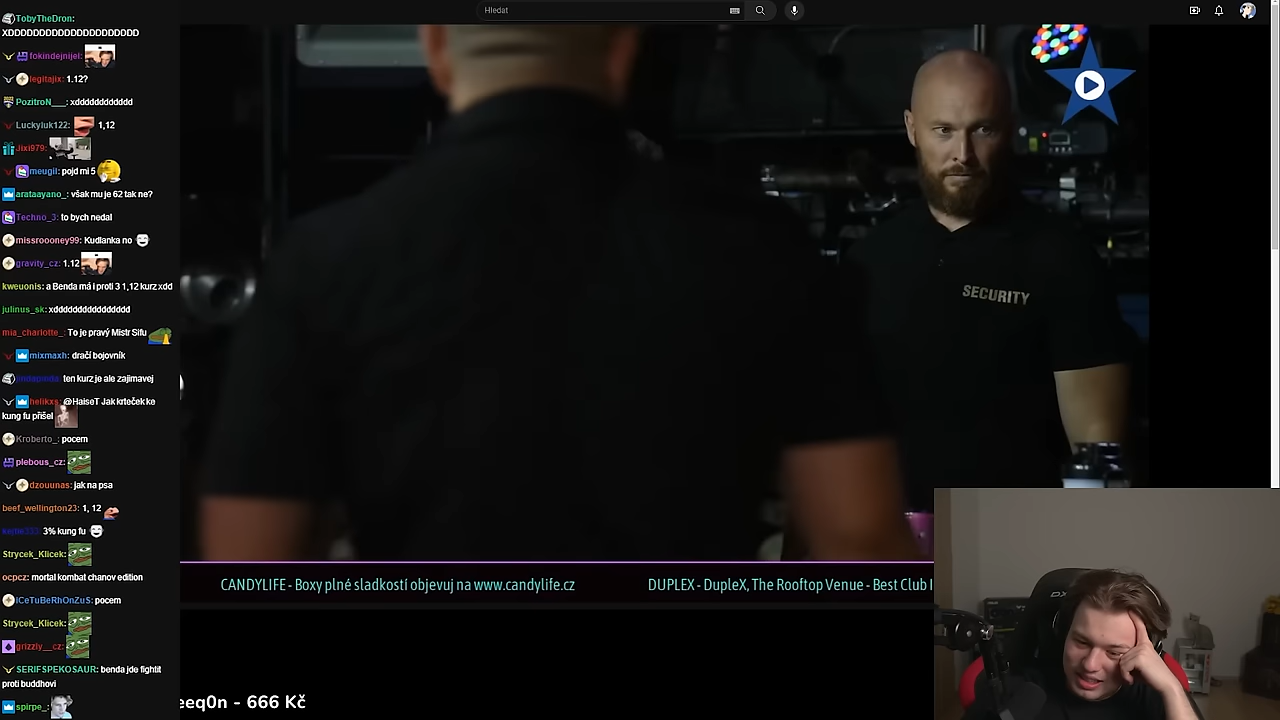 Hledat
TobyTheDron:
XDDDDDDDDDDDDDDDDDDDDD
fokindejnijel:
legitajix: 1.12?
PozitroN___: xdddddddddddd
Luckyluk122: 1,12
Jixi979:
meugii: pojd mi 5
arataayano_: však mu je 62 tak ne?
Techno_3: to bych nedal
missroooney99: Kudlanka no
gravity_cz: 1.12
kweuonis: a Benda má i proti 3 1,12 kurz xdd
julinus_sk: xdddddddddddddddd
mia_charlotte_: To je pravý Mistr Sifu
mixmaxh: dračí bojovník
ten kurz je ale zajimavej
helikxs: @HaiseT Jak krteček ke
kung fu přišel
Kroberto_: pocem
plebous_cz:
dzouunas: jak na psa
beef_wellington23: 1, 12
3% kung fu
Strycek_Klicek:
ocpcz: mortal kombat chanov edition
ICeTuBeRhOnZuS: pocem
Strycek_Klicek:
grizzly__cz:
SERIFSPEKOSAUR: benda jde fightit
proti buddhovi
spirpe_:
SECURITY
CANDYLIFE - Boxy plné sladkostí objevuj na www.candylife.cz
DUPLEX - DupleX, The Rooftop Venue - Best Club I
eeq0n - 666 Kč
DX